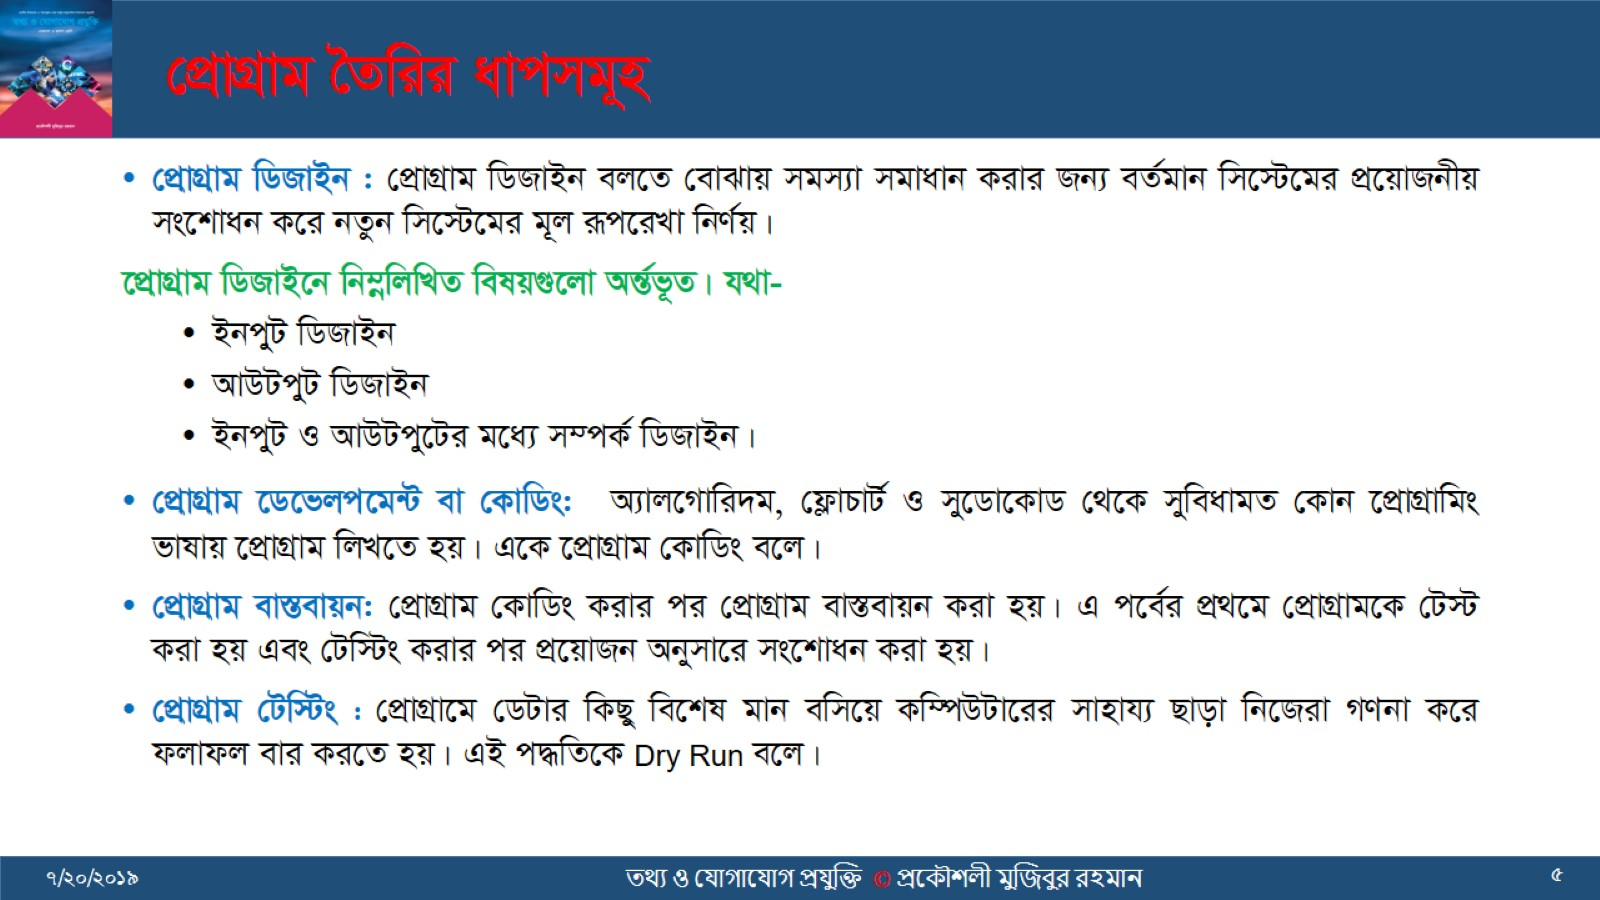 তথ্য ও যোগাযোগ প্রযুক্তি
প্রোগ্রাম তৈরির ধাপসমূহ
• প্রোগ্রাম ডিজাইন : প্রোগ্রাম ডিজাইন বলতে বোঝায় সমস্যা সমাধান করার জন্য বর্তমান সিস্টেমের প্রয়োজনীয়
সংশোধন করে নতুন সিস্টেমের মূল রূপরেখা নির্ণয়।
প্রোগ্রাম ডিজাইনে নিম্নলিখিত বিষয়গুলো অর্ন্তভূত। যথা-
• ইনপুট ডিজাইন
• আউটপুট ডিজাইন
• ইনপুট ও আউটপুটের মধ্যে সম্পর্ক ডিজাইন।
• প্রোগ্রাম ডেভেলপমেন্ট বা কোডিং: অ্যালগোরিদম, ফ্লোচার্ট ও সুডোকোড থেকে সুবিধামত কোন প্রোগ্রামিং
ভাষায় প্রোগ্রাম লিখতে হয়। একে প্রোগ্রাম কোডিং বলে।
• প্রোগ্রাম বাস্তবায়ন: প্রোগ্রাম কোডিং করার পর প্রোগ্রাম বাস্তবায়ন করা হয়। এ পর্বের প্রথমে প্রোগ্রামকে টেস্ট
করা হয় এবং টেস্টিং করার পর প্রয়োজন অনুসারে সংশোধন করা হয়।
• প্রোগ্রাম টেস্টিং : প্রোগ্রামে ডেটার কিছু বিশেষ মান বসিয়ে কম্পিউটারের সাহায্য ছাড়া নিজেরা গণনা করে
ফলাফল বার করতে হয়। এই পদ্ধতিকে Dry Run বলে।
৭/২০/২০১৯
তথ্য ও যোগাযোগ প্রযুক্তি © প্রকৌশলী মুজিবুর রহমান
৫